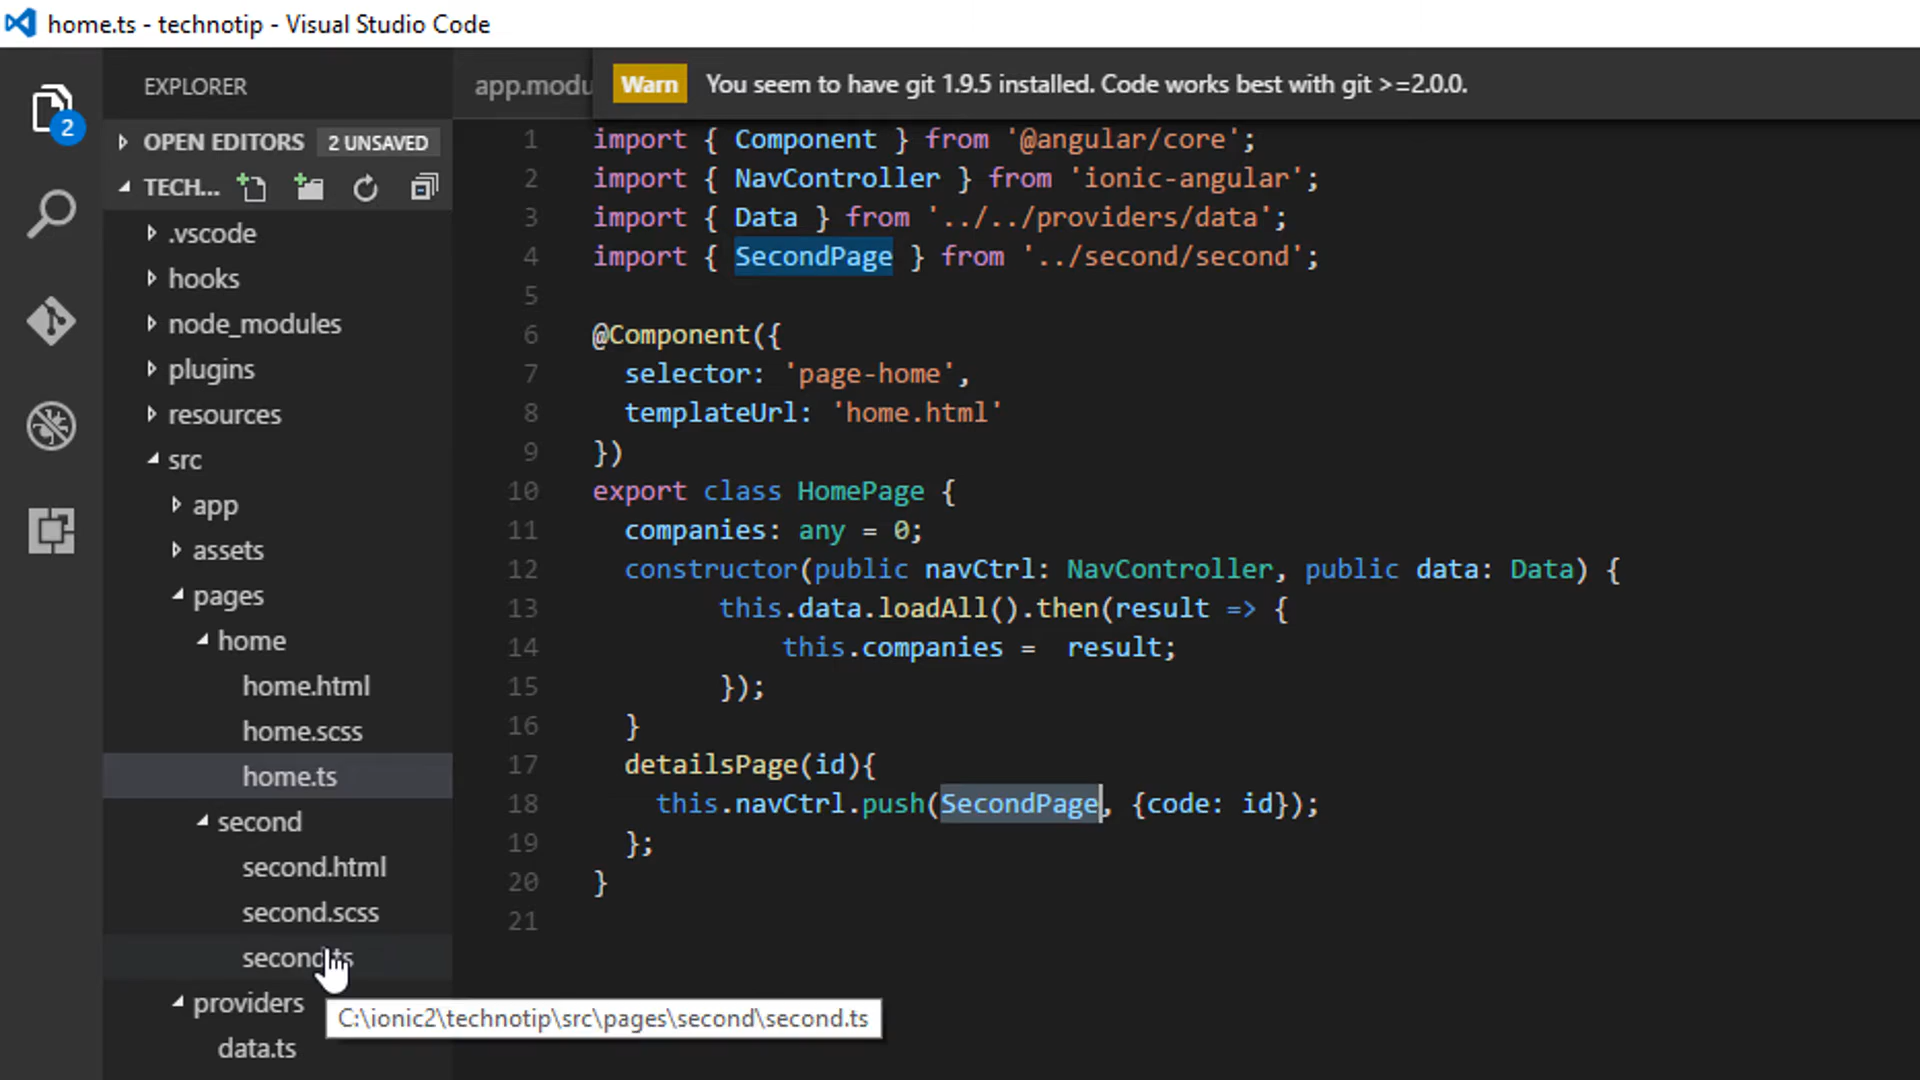 home.ts - technotip - Visual Studio Code
EXPLORER
app.modu
Warn You seem to have git 1.9.5 installed. Code works best with git >=2.0.0.
OPEN EDITORS 2 UNSAVED
TECH...
.vscode
hooks
node_modules
plugins
resources
src
app
assets
pages
home
home.html
home.scss
home.ts
second
second.html
second.scss
second.ts
providers
data.ts
2
C:\ionic2\technotip\src\pages\second\second.ts
1 import { Component } from '@angular/core';
2 import { NavController } from 'ionic-angular';
3 import { Data } from '../../providers/data';
4 import { SecondPage } from '../second/second';
5
6 @Component({
7 selector: 'page-home',
8 templateUrl: 'home.html'
9 })
10 export class HomePage {
11 companies: any = 0;
12 constructor(public navCtrl: NavController, public data: Data) {
13 this.data.loadAll().then(result => {
14 this.companies =  result;
15 });
16 }
17 detailsPage(id){
18 this.navCtrl.push(SecondPage, {code: id});
19 };
20 }
21